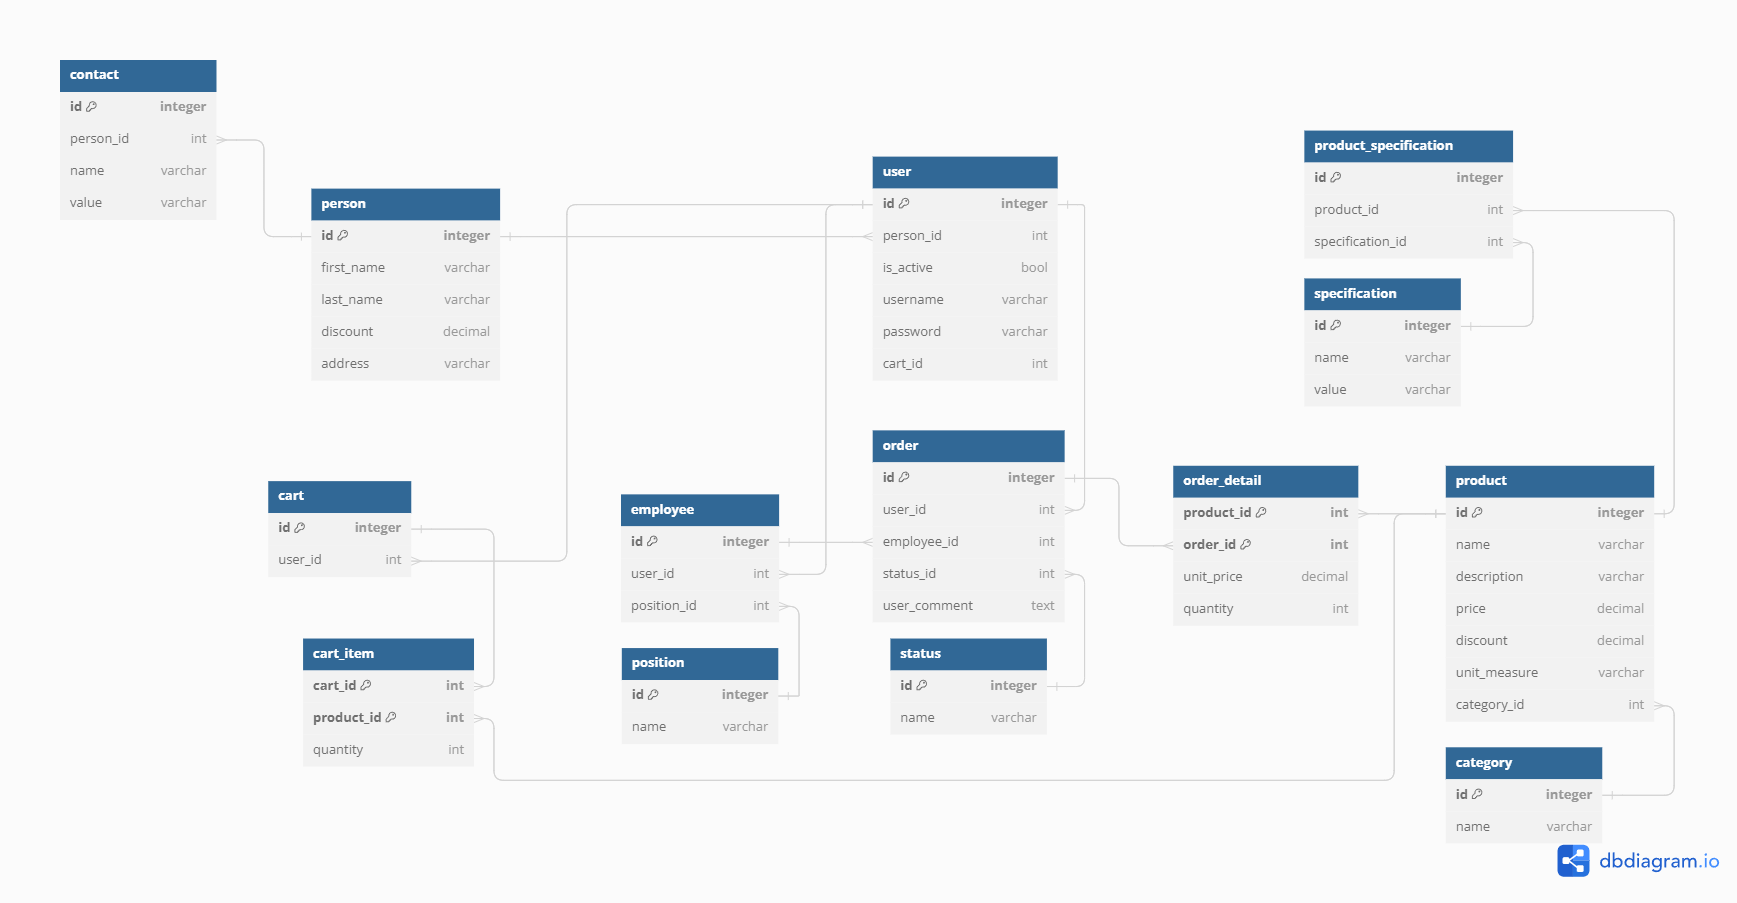 contact
id integer
person_id int
name varchar
value varchar
person
id integer
first_name varchar
last_name varchar
discount decimal
address varchar
user
id integer
person_id int
is_active bool
username varchar
password varchar
cart_id int
product_specification
id integer
product_id int
specification_id int
specification
id integer
name varchar
value varchar
cart
id integer
user_id int
cart_item
cart_id int
product_id int
quantity int
employee
id integer
user_id int
position_id int
position
id integer
name varchar
order
id integer
user_id int
employee_id int
status_id int
user_comment text
status
id integer
name varchar
order_detail
product_id int
order_id int
unit_price decimal
quantity int
product
id integer
name varchar
description varchar
price decimal
discount decimal
unit_measure varchar
category_id int
category
id integer
name varchar
dbdiagram.io